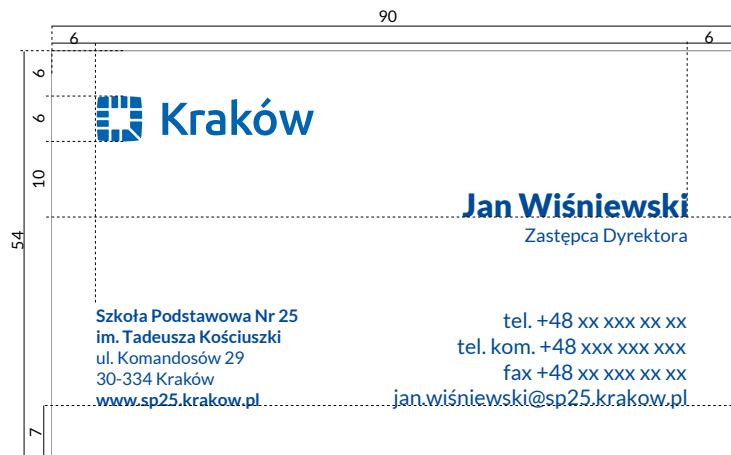 90
6
6
6
6
Kraków
10
Jan Wiśniewski
Zastępca Dyrektora
54
Szkoła Podstawowa Nr 25
im. Tadeusza Kościuszki
ul. Komandosów 29
30-334 Kraków
www.sp25.krakow.pl
tel. +48 xx xxx xx xx
tel. kom. +48 xxx xxx xxx
fax +48 xx xxx xx xx
jan.wiśniewski@sp25.krakow.pl
7